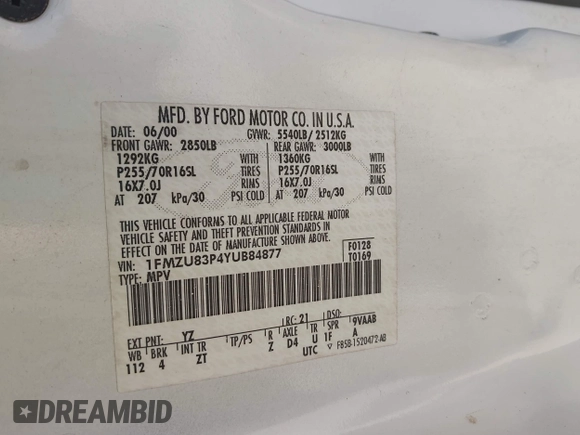 MFD. BY FORD MOTOR CO. IN U.S.A.
DATE: 06/00 GVWR: 5540LB/ 2512KG
FRONT GAWR: 2850LB REAR GAWR: 3000LB
1292KG WITH 1360KG WITH
P255/70R16SL TIRES P255/70R16SL TIRES
16X7.0J RIMS 16X7.0J RIMS
AT 207 kPa/30 PSI COLD AT 207 kPa/30 PSI COLD
THIS VEHICLE CONFORMS TO ALL APPLICABLE FEDERAL MOTOR
VEHICLE SAFETY AND THEFT PREVENTION STANDARDS IN
EFFECT ON THE DATE OF MANUFACTURE SHOWN ABOVE.
VIN: 1FMZU83P4YUB84877 F0128
TYPE: MPV T0169
EXT PNT: YZ RC: 21 DSO:
WB BRK INT TR TP/PS R AXLE TR SPR 9VAAB
112 4 ZT Z D4 U 1F A
UTC ▽ F85B-1520472-AB
DREAMBID